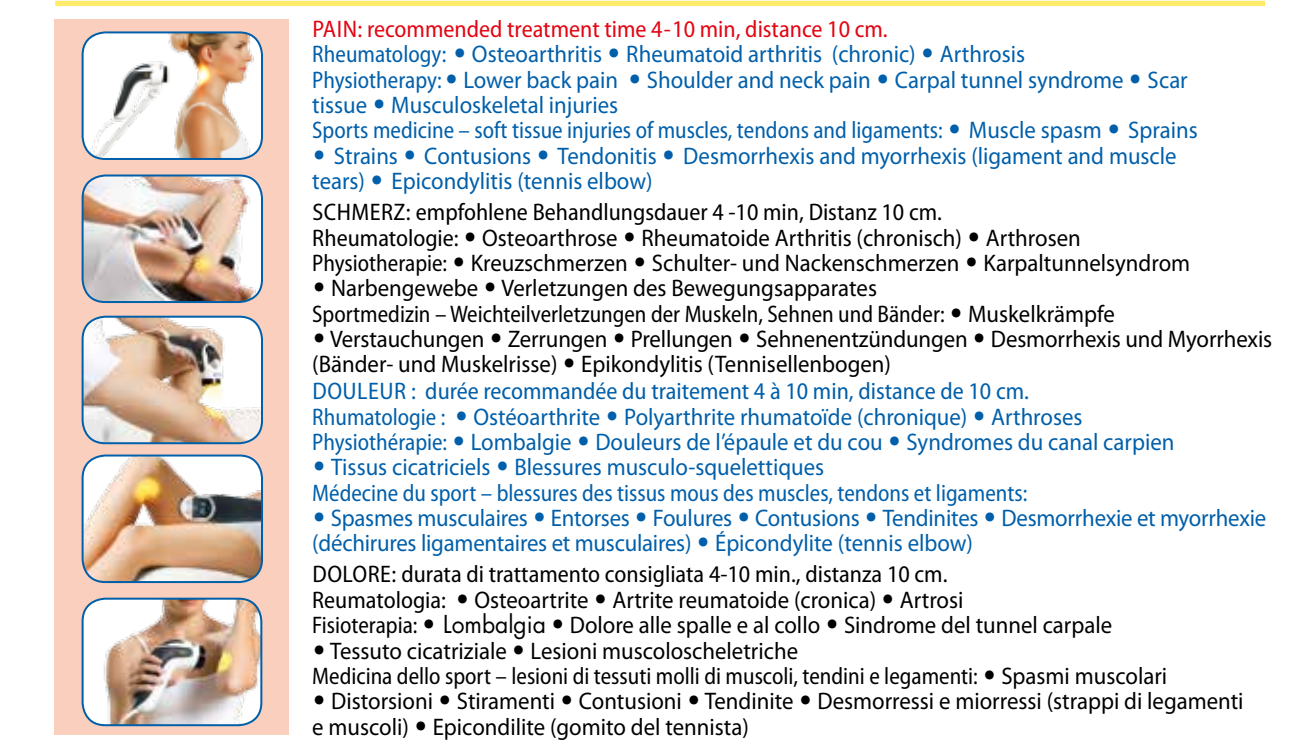 PAIN: recommended treatment time 4-10 min, distance 10 cm.
Rheumatology: • Osteoarthritis • Rheumatoid arthritis (chronic) • Arthrosis
Physiotherapy: • Lower back pain • Shoulder and neck pain • Carpal tunnel syndrome • Scar
tissue • Musculoskeletal injuries
Sports medicine – soft tissue injuries of muscles, tendons and ligaments: • Muscle spasm • Sprains
• Strains • Contusions • Tendonitis • Desmorrhexis and myorrhexis (ligament and muscle
tears) • Epicondylitis (tennis elbow)
SCHMERZ: empfohlene Behandlungsdauer 4 -10 min, Distanz 10 cm.
Rheumatologie: • Osteoarthrose • Rheumatoide Arthritis (chronisch) • Arthrosen
Physiotherapie: • Kreuzschmerzen • Schulter- und Nackenschmerzen • Karpaltunnelsyndrom
• Narbengewebe • Verletzungen des Bewegungsapparates
Sportmedizin – Weichteilverletzungen der Muskeln, Sehnen und Bänder: • Muskelkrämpfe
• Verstauchungen • Zerrungen • Prellungen • Sehnenentzündungen • Desmorrhexis und Myorrhexis
(Bänder- und Muskelrisse) • Epikondylitis (Tennisellenbogen)
DOULEUR : durée recommandée du traitement 4 à 10 min, distance de 10 cm.
Rhumatologie : • Ostéoarthrite • Polyarthrite rhumatoïde (chronique) • Arthroses
Physiothérapie: • Lombalgie • Douleurs de l'épaule et du cou • Syndromes du canal carpien
• Tissus cicatriciels • Blessures musculo-squelettiques
Médecine du sport – blessures des tissus mous des muscles, tendons et ligaments:
• Spasmes musculaires • Entorses • Foulures • Contusions • Tendinites • Desmorrhexie et myorrhexie
(déchirures ligamentaires et musculaires) • Épicondylite (tennis elbow)
DOLORE: durata di trattamento consigliata 4-10 min., distanza 10 cm.
Reumatologia: • Osteoartrite • Artrite reumatoide (cronica) • Artrosi
Fisioterapia: • Lombalgia • Dolore alle spalle e al collo • Sindrome del tunnel carpale
• Tessuto cicatriziale • Lesioni muscoloscheletriche
Medicina dello sport – lesioni di tessuti molli di muscoli, tendini e legamenti: • Spasmi muscolari
• Distorsioni • Stiramenti • Contusioni • Tendinite • Desmorressi e miorressi (strappi di legamenti
e muscoli) • Epicondilite (gomito del tennista)